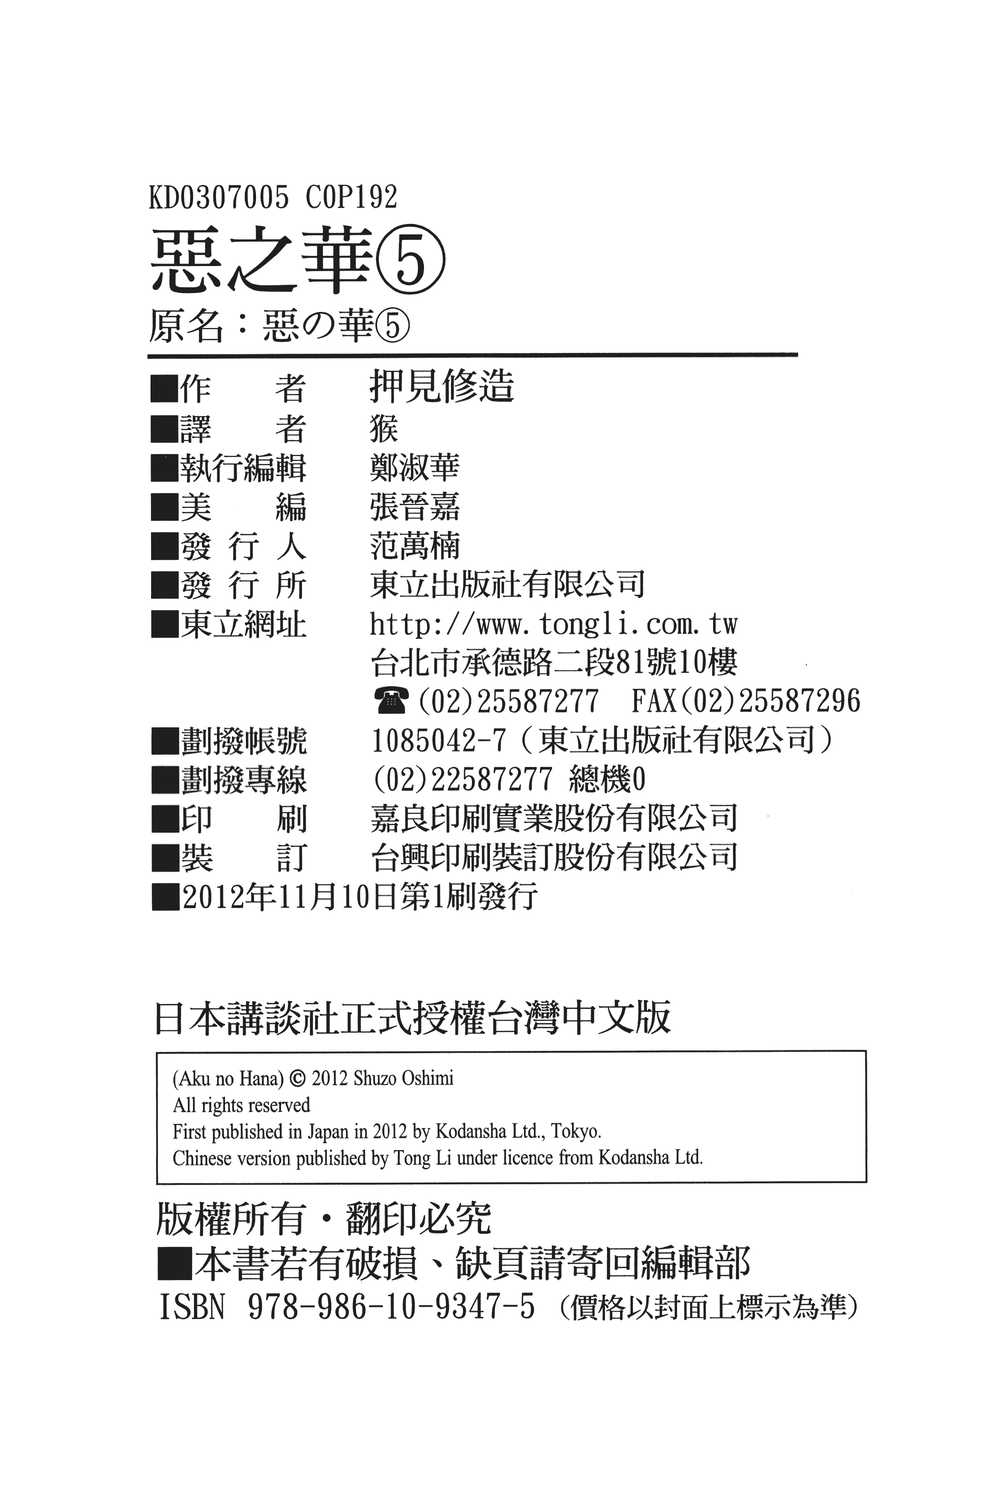 KD0307005 COP192
惡之華⑤
原名：惡の華⑤
■作者 押見修造
■譯者 猴
■執行編輯 鄭淑華
■美編 張晉嘉
■發行人 范萬楠
■發行所 東立出版社有限公司
■東立網址 http://www.tongli.com.tw
台北市承德路二段81號10樓
☎(02)25587277 FAX(02)25587296
■劃撥帳號 1085042-7（東立出版社有限公司）
■劃撥專線 (02)22587277 總機0
■印刷 嘉良印刷實業股份有限公司
■裝訂 台興印刷裝訂股份有限公司
■2012年11月10日第1刷發行
日本講談社正式授權台灣中文版
(Aku no Hana) © 2012 Shuzo Oshimi
All rights reserved
First published in Japan in 2012 by Kodansha Ltd., Tokyo.
Chinese version published by Tong Li under licence from Kodansha Ltd.
版權所有・翻印必究
■本書若有破損、缺頁請寄回編輯部
ISBN 978-986-10-9347-5（價格以封面上標示為準）